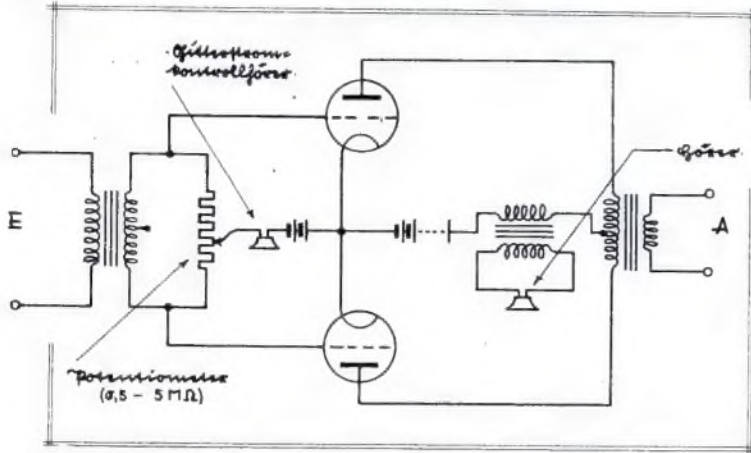 Gitterstrom-
kontrollhörer.
Hörer.
E
A
Potentiometer
(0,5 – 5 MΩ)